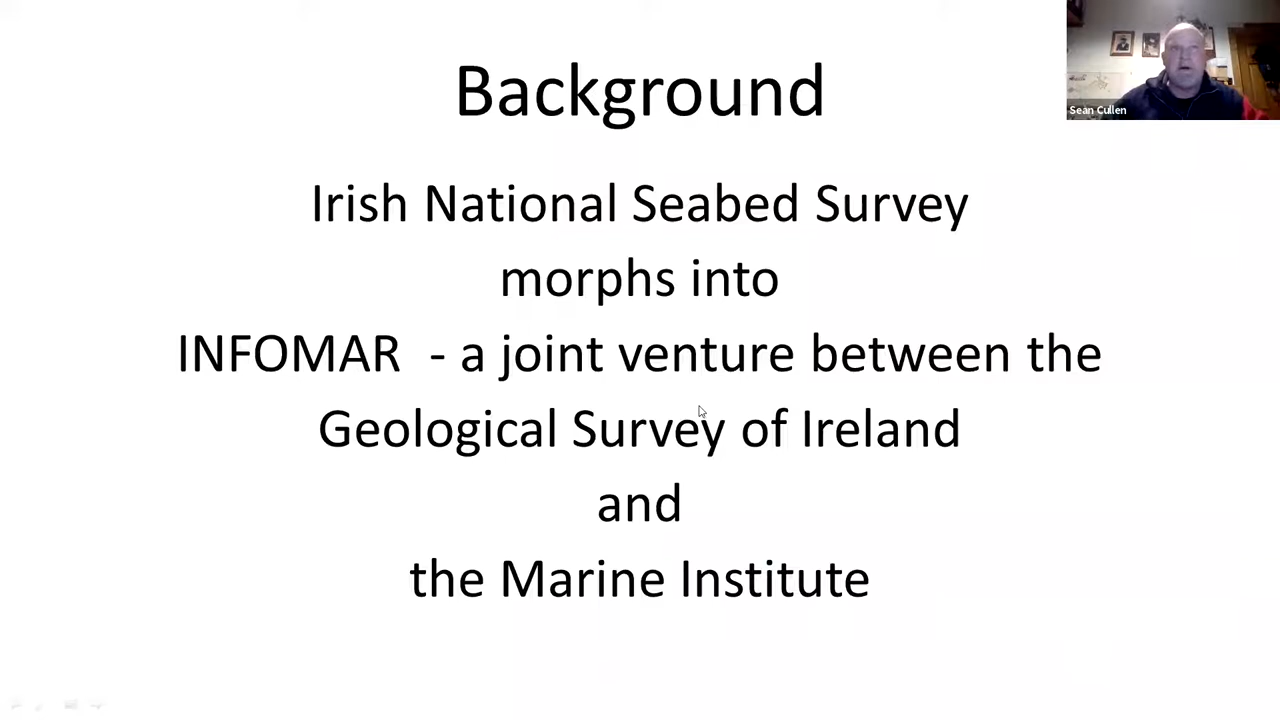 Background
Sean Cullen
Irish National Seabed Survey
morphs into
INFOMAR - a joint venture between the
Geological Survey of Ireland
and
the Marine Institute